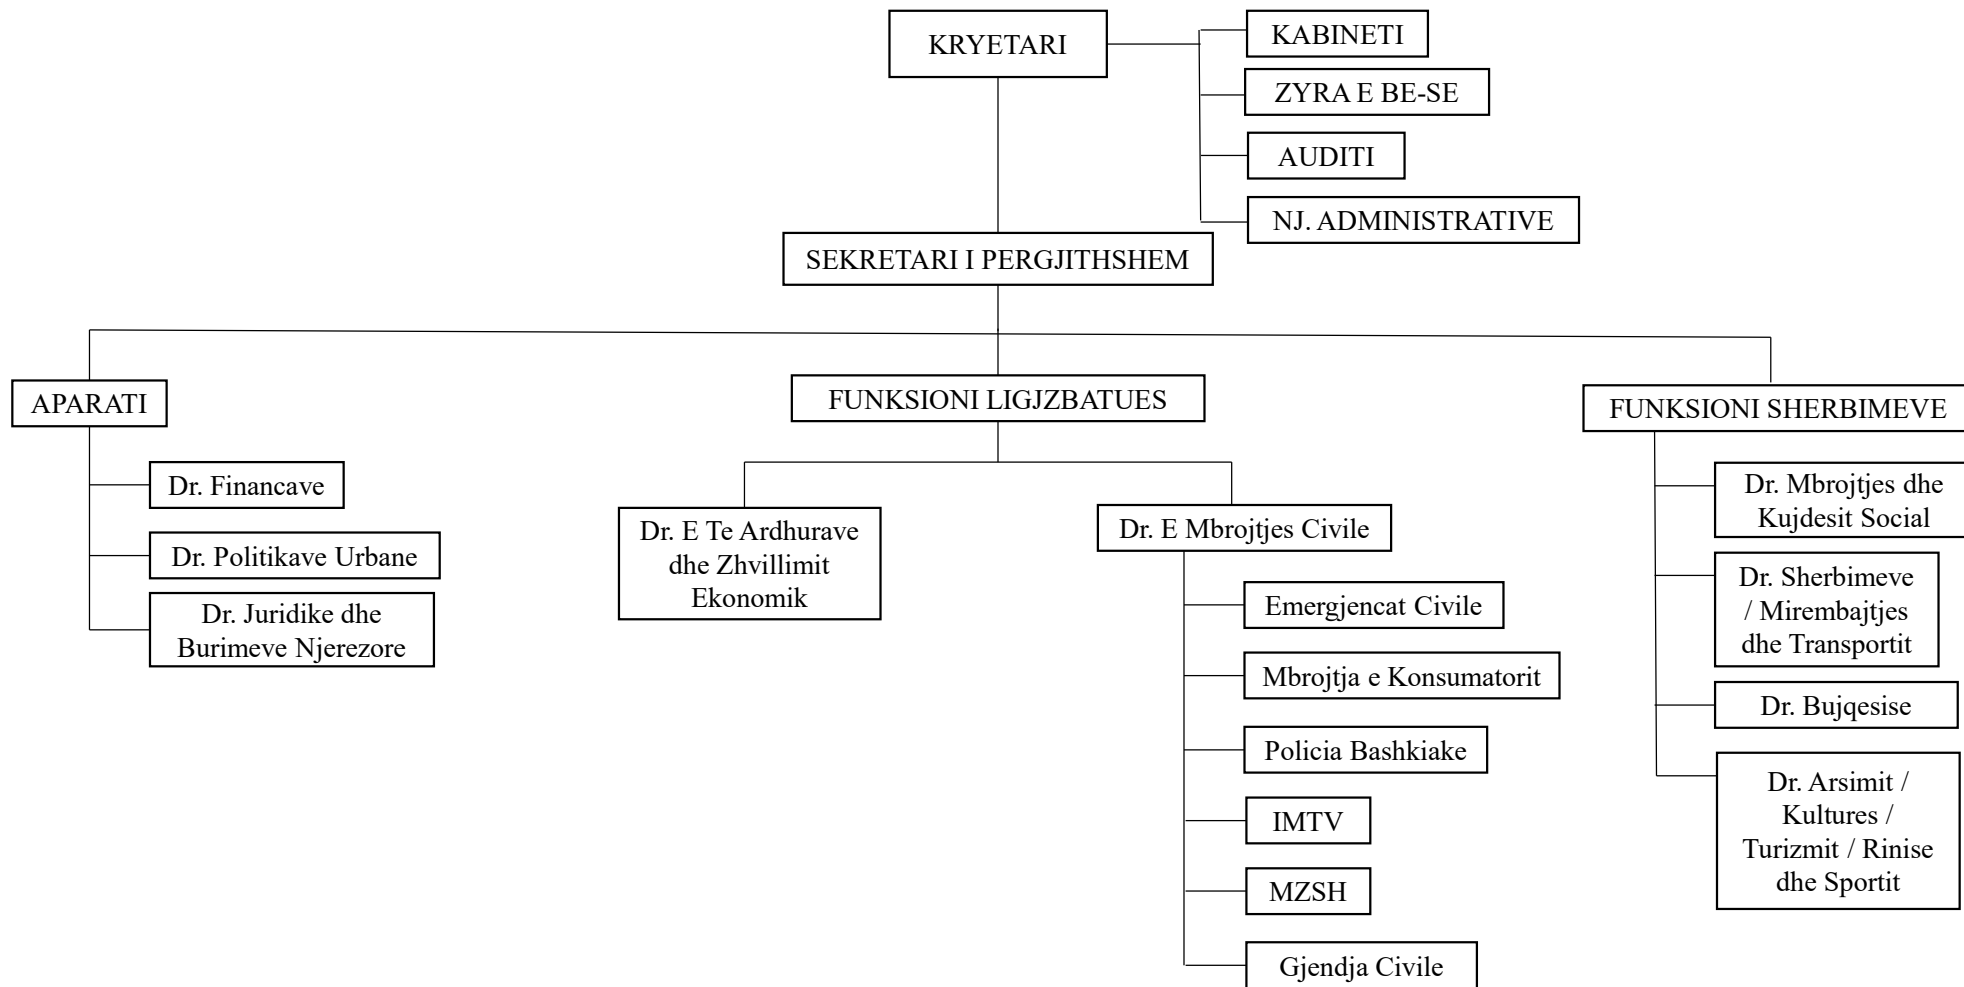 KRYETARI
KABINETI
ZYRA E BE-SE
AUDITI
NJ. ADMINISTRATIVE
SEKRETARI I PERGJITHSHEM
APARATI
Dr. Financave
Dr. Politikave Urbane
Dr. Juridike dhe
Burimeve Njerezore
FUNKSIONI LIGJZBATUES
Dr. E Te Ardhurave
dhe Zhvillimit
Ekonomik
Dr. E Mbrojtjes Civile
Emergjencat Civile
Mbrojtja e Konsumatorit
Policia Bashkiake
IMTV
MZSH
Gjendja Civile
FUNKSIONI SHERBIMEVE
Dr. Mbrojtjes dhe
Kujdesit Social
Dr. Sherbimeve
/ Mirembajtjes
dhe Transportit
Dr. Bujqesise
Dr. Arsimit /
Kultures /
Turizmit / Rinise
dhe Sportit